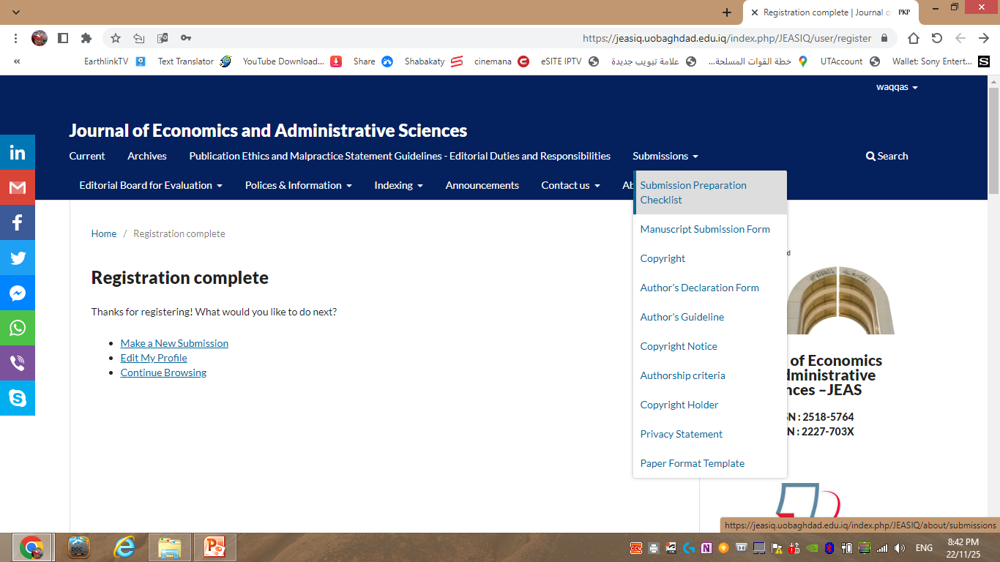 Registration complete | Journal o
PKP
https://jeasiq.uobaghdad.edu.iq/index.php/JEASIQ/user/register
«
EarthlinkTV
Text Translator
YouTube Download...
Share
Shabakaty
cinemana
eSITE IPTV
علامة تبويب جديدة
خطة القوات المسلحة...
UTAccount
Wallet: Sony Entert...
waqqas
Journal of Economics and Administrative Sciences
Current Archives Publication Ethics and Malpractice Statement Guidelines - Editorial Duties and Responsibilities Submissions Search
Editorial Board for Evaluation Polices & Information Indexing Announcements Contact us Ab
Submission Preparation
Checklist
Manuscript Submission Form
Copyright
Author's Declaration Form
Author's Guideline
Copyright Notice
Authorship criteria
Copyright Holder
Privacy Statement
Paper Format Template
Home / Registration complete
Registration complete
Thanks for registering! What would you like to do next?
Make a New Submission
Edit My Profile
Continue Browsing
of Economics
dministrative
nces –JEAS
SN : 2518-5764
N : 2227-703X
https://jeasiq.uobaghdad.edu.iq/index.php/JEASIQ/about/submissions
ENG
8:42 PM
22/11/25